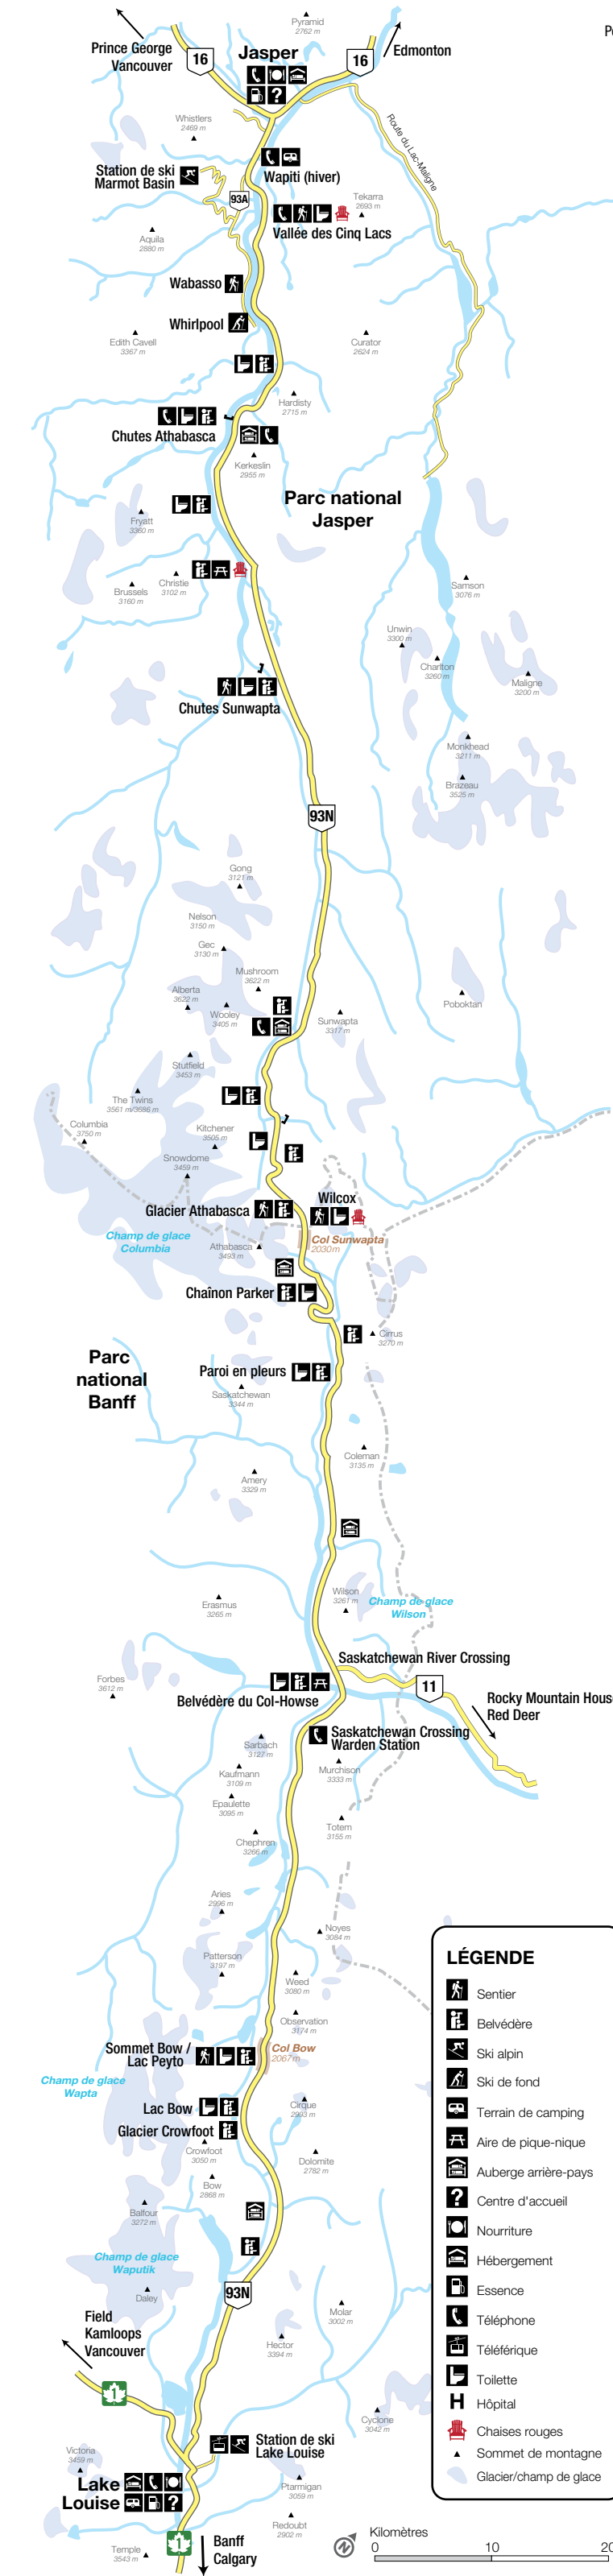 Pyramid
2762 m
Prince George
Vancouver
16
Jasper
16
Edmonton
Whistlers
2469 m
Route du Lac-Maligne
Station de ski
Marmot Basin
Wapiti (hiver)
93A
Tekarra
2693 m
Vallée des Cinq Lacs
Aquila
2880 m
Wabasso
Whirlpool
Edith Cavell
3367 m
Curator
2624 m
Hardisty
2715 m
Chutes Athabasca
Kerkeslin
2955 m
Parc national
Jasper
Fryatt
3360 m
Christie
3102 m
Brussels
3160 m
Samson
3076 m
Unwin
3300 m
Charlton
3260 m
Maligne
3200 m
Chutes Sunwapta
Monkhead
3211 m
Brazeau
3525 m
93N
Gong
3121 m
Nelson
3150 m
Gec
3130 m
Mushroom
3622 m
Alberta
3622 m
Wooley
3405 m
Poboktan
Sunwapta
3317 m
Stutfield
3453 m
The Twins
3561 m/3686 m
Columbia
3750 m
Kitchener
3505 m
Snowdome
3459 m
Wilcox
Glacier Athabasca
Champ de glace
Columbia
Athabasca
3493 m
Col Sunwapta
2030m
Chaînon Parker
Cirrus
3270 m
Parc
national
Banff
Paroi en pleurs
Saskatchewan
3344 m
Coleman
3135 m
Amery
3329 m
Erasmus
3265 m
Wilson
3261 m
Champ de glace
Wilson
Saskatchewan River Crossing
Forbes
3612 m
Belvédère du Col-Howse
11
Rocky Mountain Hous
Red Deer
Saskatchewan Crossing
Warden Station
Sarbach
3127 m
Kaufmann
3109 m
Murchison
3333 m
Epaulette
3095 m
Totem
3155 m
Chephren
3266 m
Aries
2996 m
Noyes
3084 m
Patterson
3197 m
Weed
3080 m
Observation
3174 m
Sommet Bow /
Lac Peyto
Col Bow
2067m
Champ de glace
Wapta
Lac Bow
Cirque
2993 m
Glacier Crowfoot
Crowfoot
3050 m
Dolomite
2782 m
Bow
2868 m
Balfour
3272 m
Champ de glace
Waputik
Daley
93N
Molar
3002 m
Field
Kamloops
Vancouver
Hector
3394 m
1
Cyclone
3042 m
Station de ski
Lake Louise
Victoria
3459 m
Lake
Louise
Ptarmigan
3059 m
Redoubt
2902 m
1
Banff
Calgary
Temple
3543 m
LÉGENDE
Sentier
Belvédère
Ski alpin
Ski de fond
Terrain de camping
Aire de pique-nique
Auberge arrière-pays
? Centre d'accueil
Nourriture
Hébergement
Essence
Téléphone
Téléférique
Toilette
H Hôpital
Chaises rouges
Sommet de montagne
Glacier/champ de glace
N
Kilomètres
0 10 20